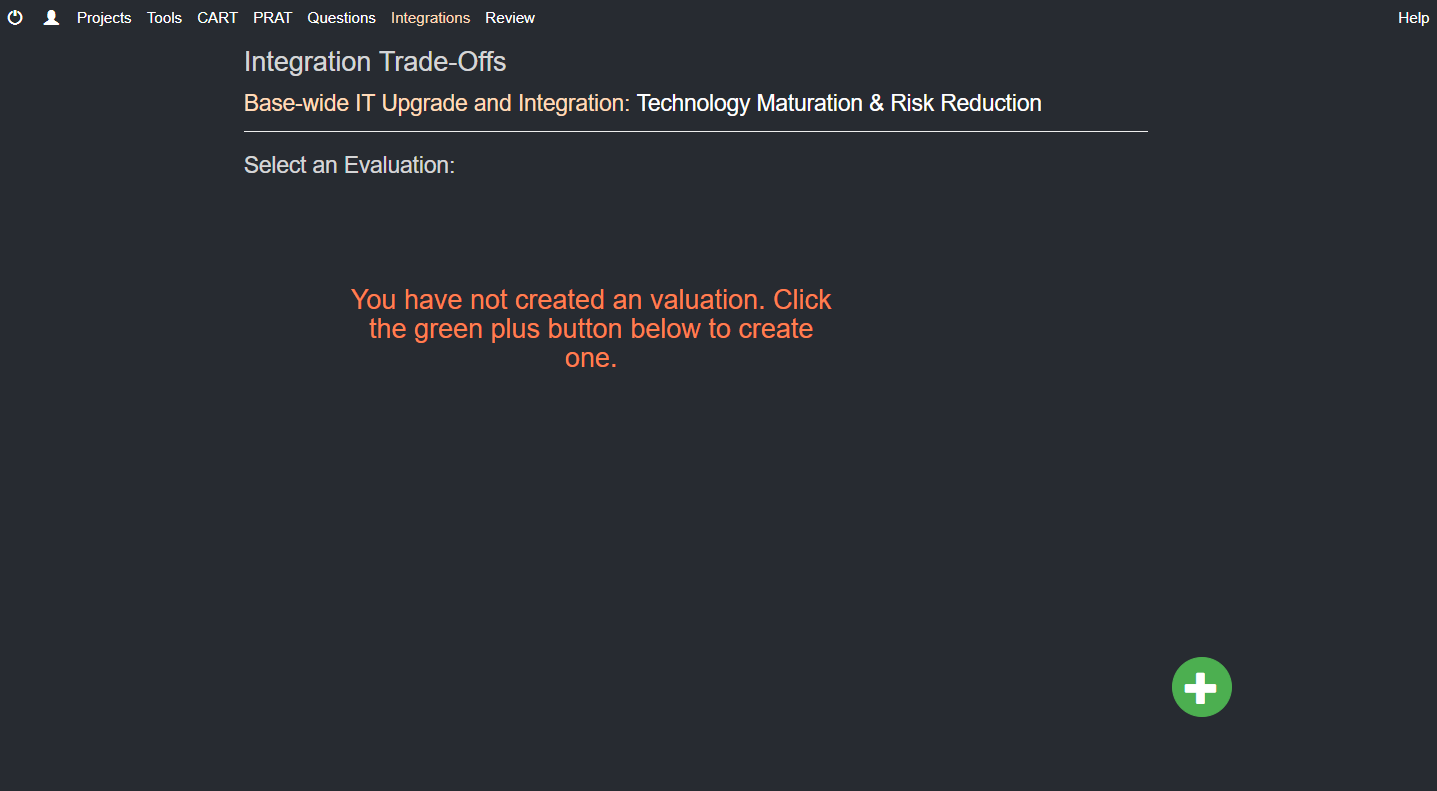 Projects Tools CART PRAT Questions Integrations Review Help
Integration Trade-Offs
Base-wide IT Upgrade and Integration: Technology Maturation & Risk Reduction
Select an Evaluation:
You have not created an valuation. Click
the green plus button below to create
one.